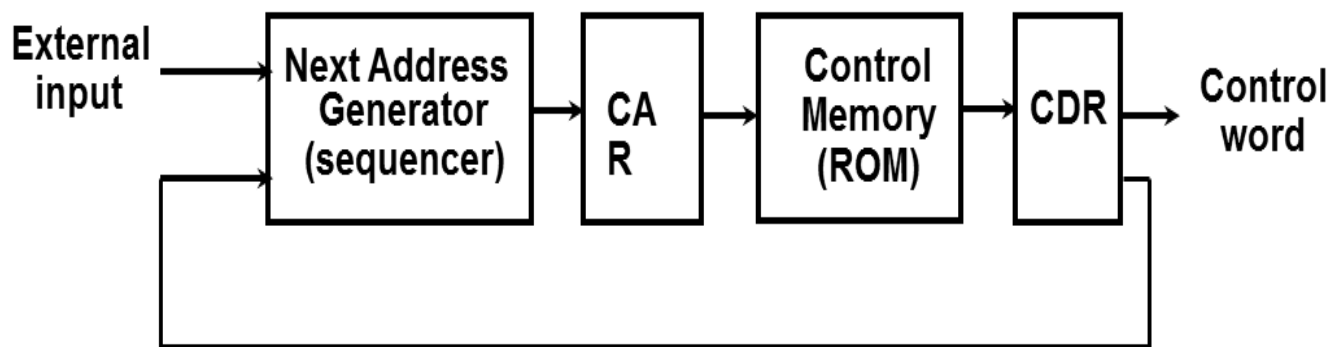 External
input
Next Address
Generator
(sequencer)
CA
R
Control
Memory
(ROM)
CDR
Control
word